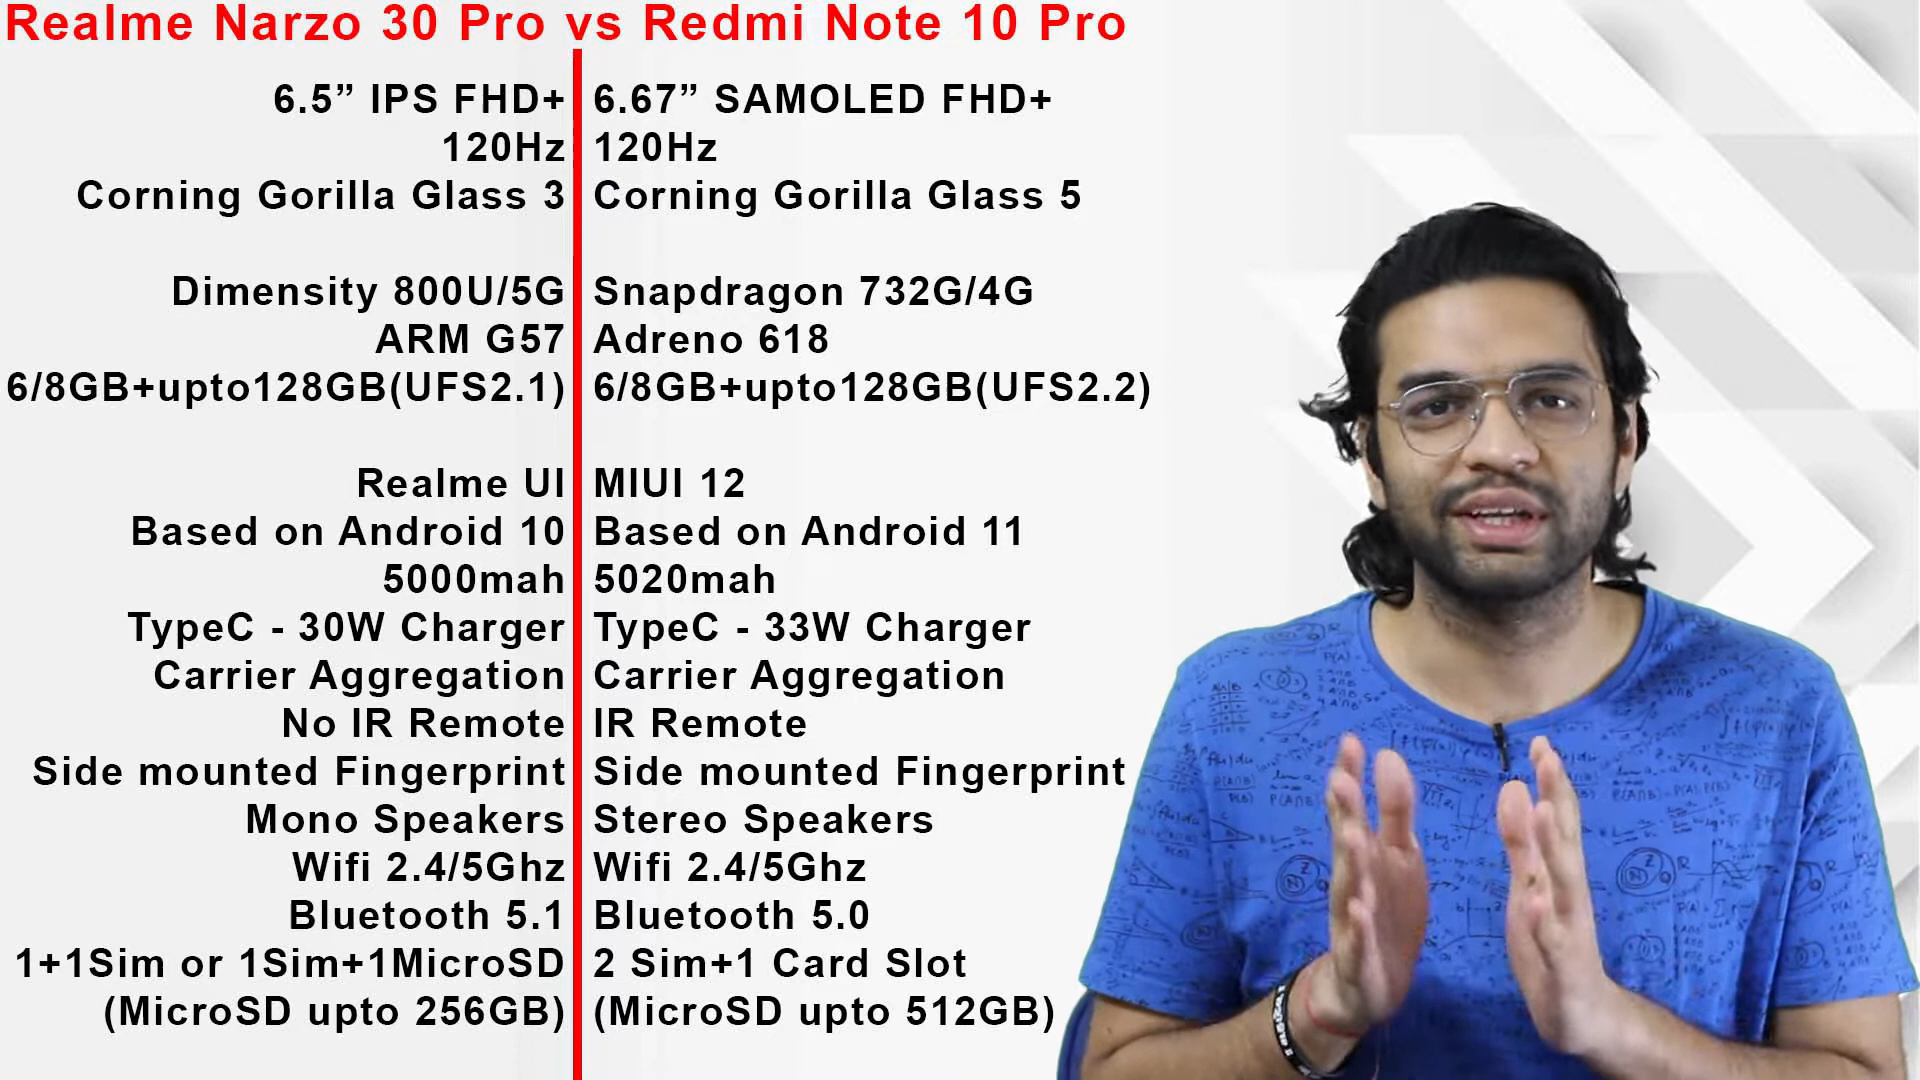 Realme Narzo 30 Pro vs Redmi Note 10 Pro
6.5” IPS FHD+
120Hz
Corning Gorilla Glass 3
Dimensity 800U/5G
ARM G57
6/8GB+upto128GB(UFS2.1)
Realme UI
Based on Android 10
5000mah
TypeC - 30W Charger
Carrier Aggregation
No IR Remote
Side mounted Fingerprint
Mono Speakers
Wifi 2.4/5Ghz
Bluetooth 5.1
1+1Sim or 1Sim+1MicroSD
(MicroSD upto 256GB)
6.67” SAMOLED FHD+
120Hz
Corning Gorilla Glass 5
Snapdragon 732G/4G
Adreno 618
6/8GB+upto128GB(UFS2.2)
MIUI 12
Based on Android 11
5020mah
TypeC - 33W Charger
Carrier Aggregation
IR Remote
Side mounted Fingerprint
Stereo Speakers
Wifi 2.4/5Ghz
Bluetooth 5.0
2 Sim+1 Card Slot
(MicroSD upto 512GB)